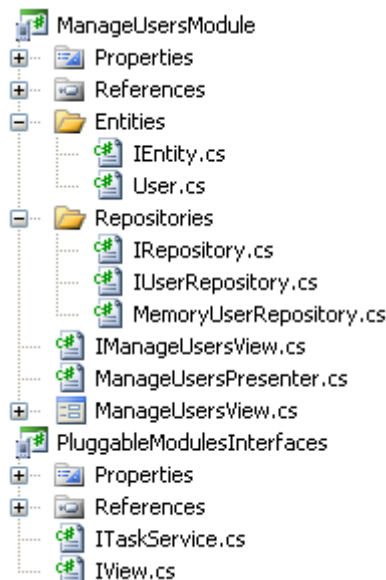 ManageUsersModule
Properties
References
Entities
IEntity.cs
User.cs
Repositories
IRepository.cs
IUserRepository.cs
MemoryUserRepository.cs
IManageUsersView.cs
ManageUsersPresenter.cs
ManageUsersView.cs
PluggableModulesInterfaces
Properties
References
ITaskService.cs
IView.cs